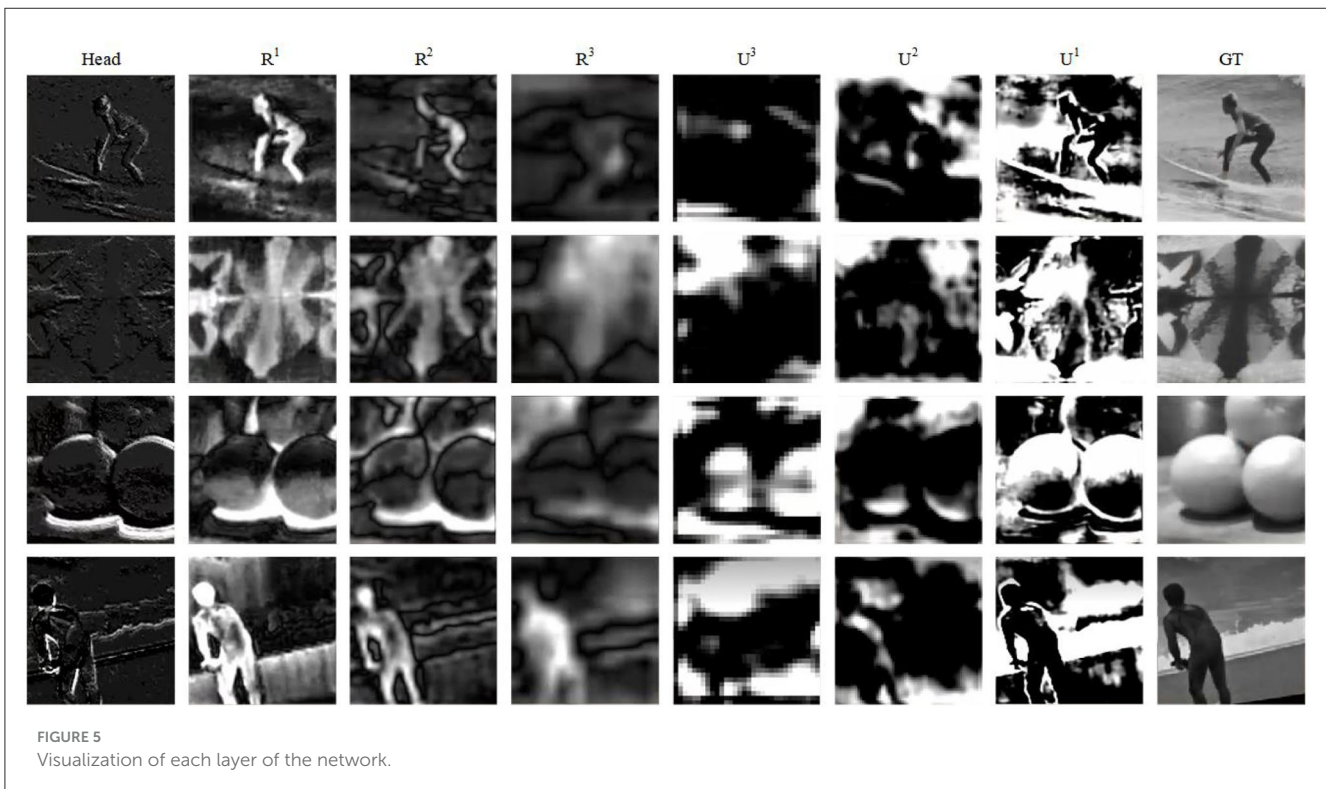 Head R¹ R² R³ U³ U² U¹ GT
FIGURE 5
Visualization of each layer of the network.